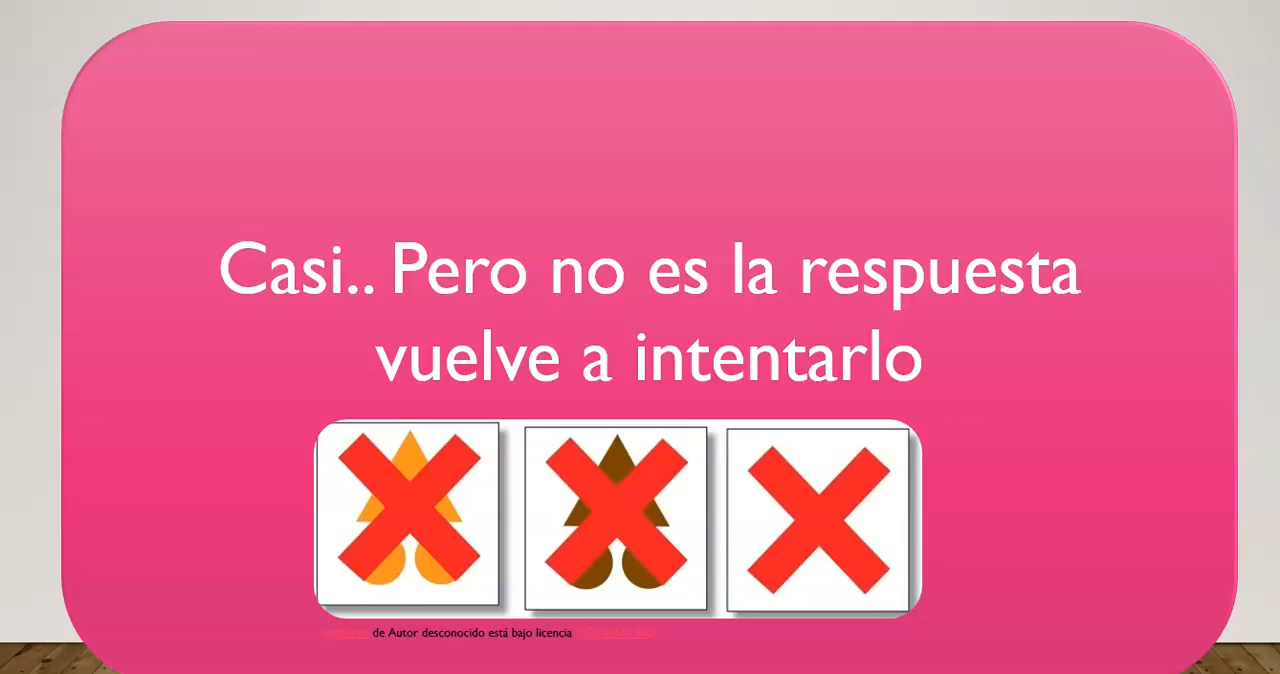 Casi.. Pero no es la respuesta
vuelve a intentarlo
de Autor desconocido está bajo licencia